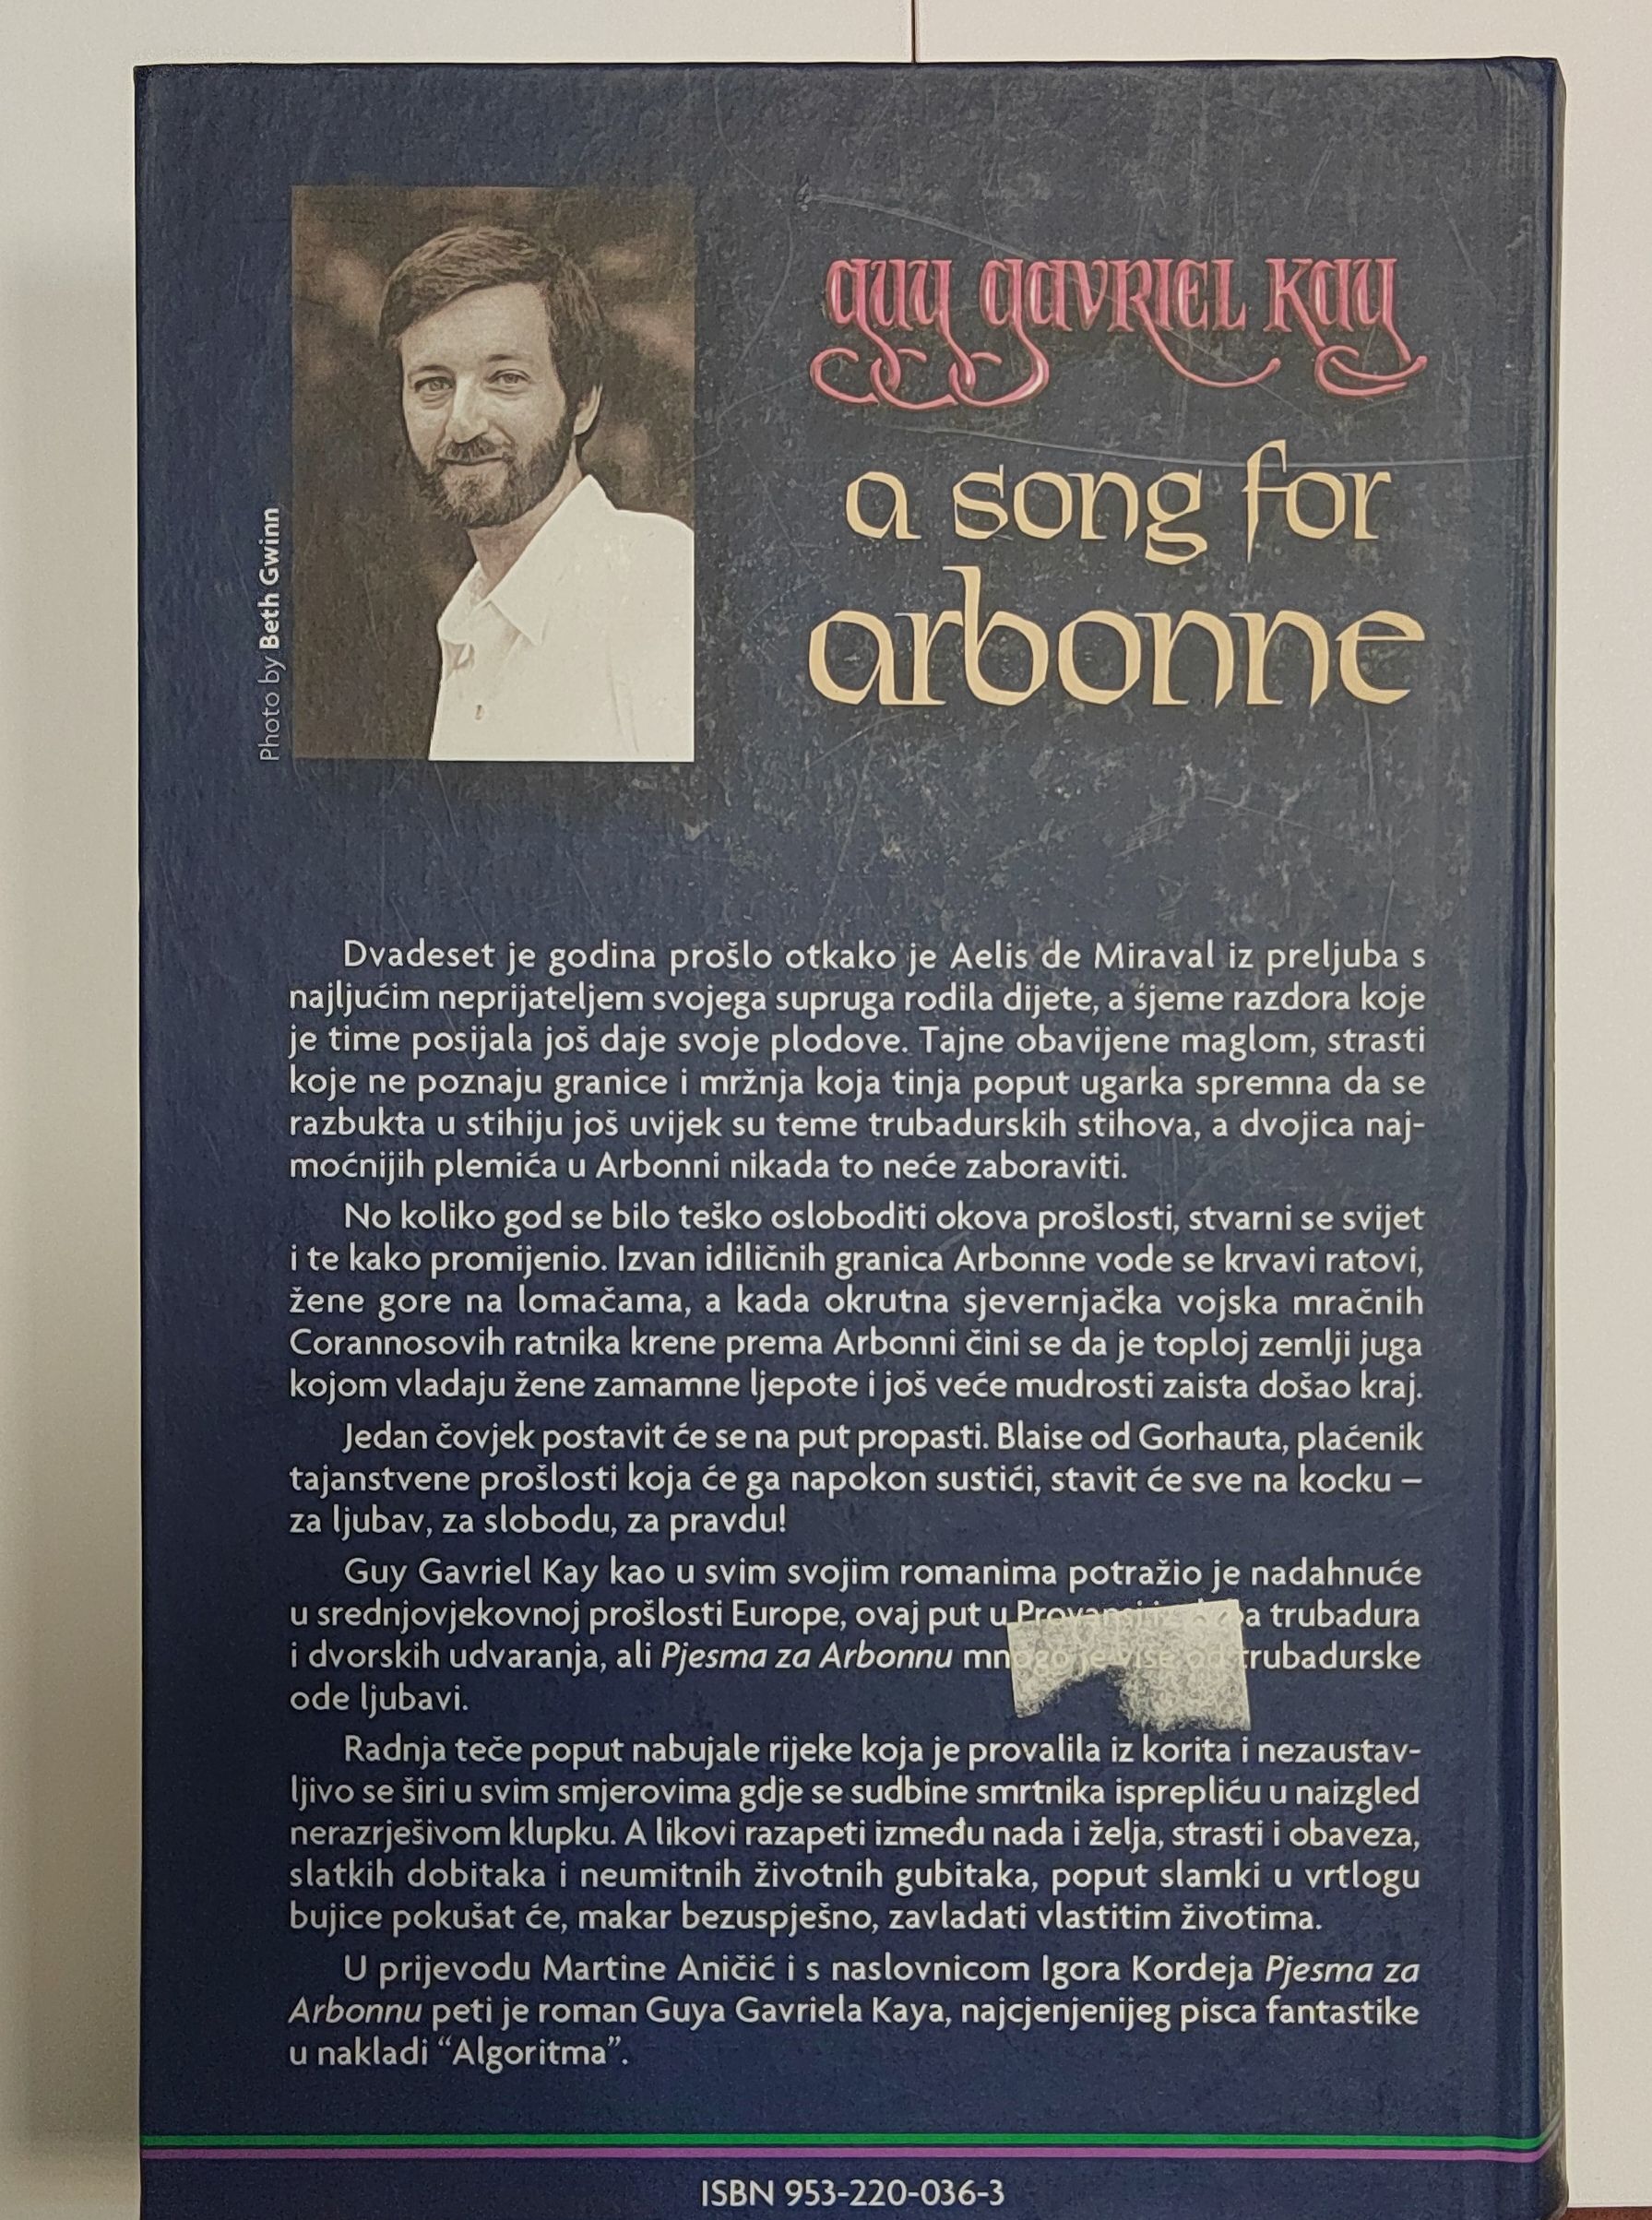 guy gavriel kay
a song for
arbonne
Photo by Beth Gwinn
Dvadeset je godina prošlo otkako je Aelis de Miraval iz preljuba s
najljućim neprijateljem svojega supruga rodila dijete, a sjeme razdora koje
je time posijala još daje svoje plodove. Tajne obavijene maglom, strasti
koje ne poznaju granice i mržnja koja tinja poput ugarka spremna da se
razbukta u stihiju još uvijek su teme trubadurskih stihova, a dvojica naj-
moćnijih plemića u Arbonni nikada to neće zaboraviti.
No koliko god se bilo teško osloboditi okova prošlosti, stvarni se svijet
i te kako promijenio. Izvan idiličnih granica Arbonne vode se krvavi ratovi,
žene gore na lomačama, a kada okrutna sjevernjačka vojska mračnih
Corannosovih ratnika krene prema Arbonni čini se da je toploj zemlji juga
kojom vladaju žene zamamne ljepote i još veće mudrosti zaista došao kraj.
Jedan čovjek postavit će se na put propasti. Blaise od Gorhauta, plaćenik
tajanstvene prošlosti koja će ga napokon sustići, stavit će sve na kocku –
za ljubav, za slobodu, za pravdu!
Guy Gavriel Kay kao u svim svojim romanima potražio je nadahnuće
u srednjovjekovnoj prošlosti Europe, ovaj put u Provansi iz trubadura
i dvorskih udvaranja, ali Pjesma za Arbonnu mnogo je više od trubadurske
ode ljubavi.
Radnja teče poput nabujale rijeke koja je provalila iz korita i nezaustav-
ljivo se širi u svim smjerovima gdje se sudbine smrtnika isprepliću u naizgled
nerazrješivom klupku. A likovi razapeti između nada i želja, strasti i obaveza,
slatkih dobitaka i neumitnih životnih gubitaka, poput slamki u vrtlogu
bujice pokušat će, makar bezuspješno, zavladati vlastitim životima.
U prijevodu Martine Aničić i s naslovnicom Igora Kordeja Pjesma za
Arbonnu peti je roman Guya Gavriela Kaya, najcjenjenijeg pisca fantastike
u nakladi “Algoritma”.
ISBN 953-220-036-3